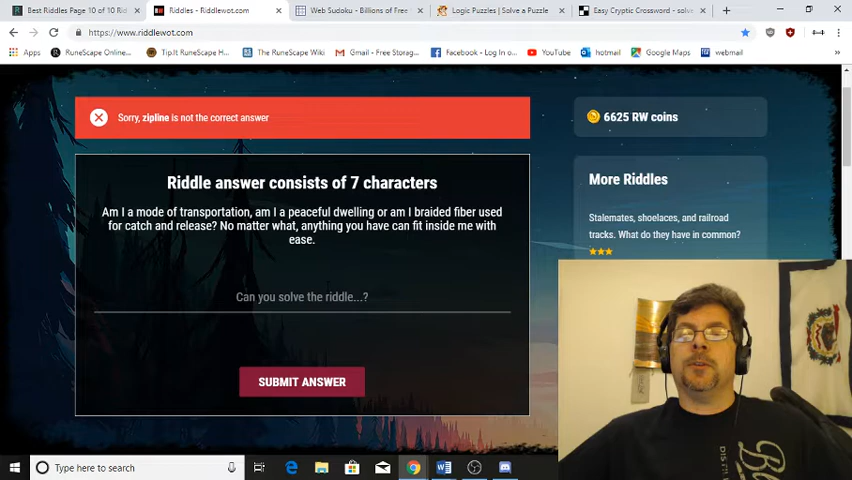 Best Riddles Page 10 of 10 Rid
Riddles - Riddlewot.com
Web Sudoku - Billions of Free
Logic Puzzles | Solve a Puzzle
Easy Cryptic Crossword - solve
https://www.riddlewot.com
Apps
RuneScape Online...
Tip.It RuneScape H...
The RuneScape Wiki
Gmail - Free Storag...
Facebook - Log In o...
YouTube
hotmail
Google Maps
webmail
Sorry, zipline is not the correct answer
6625 RW coins
Riddle answer consists of 7 characters
Am I a mode of transportation, am I a peaceful dwelling or am I braided fiber used
for catch and release? No matter what, anything you have can fit inside me with
ease.
More Riddles
Stalemates, shoelaces, and railroad
tracks. What do they have in common?
Can you solve the riddle...?
SUBMIT ANSWER
Type here to search